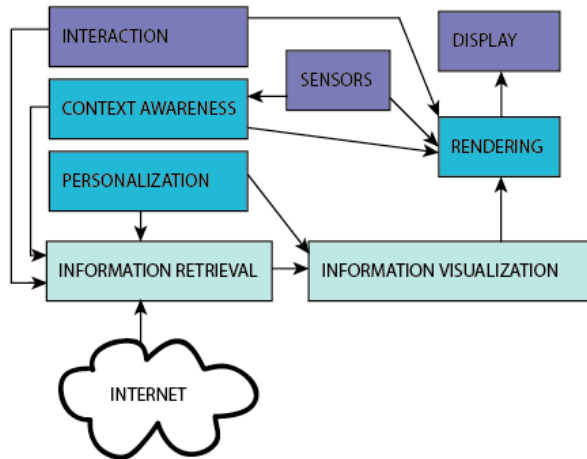 INTERACTION
DISPLAY
SENSORS
CONTEXT AWARENESS
RENDERING
PERSONALIZATION
INFORMATION RETRIEVAL
INFORMATION VISUALIZATION
INTERNET